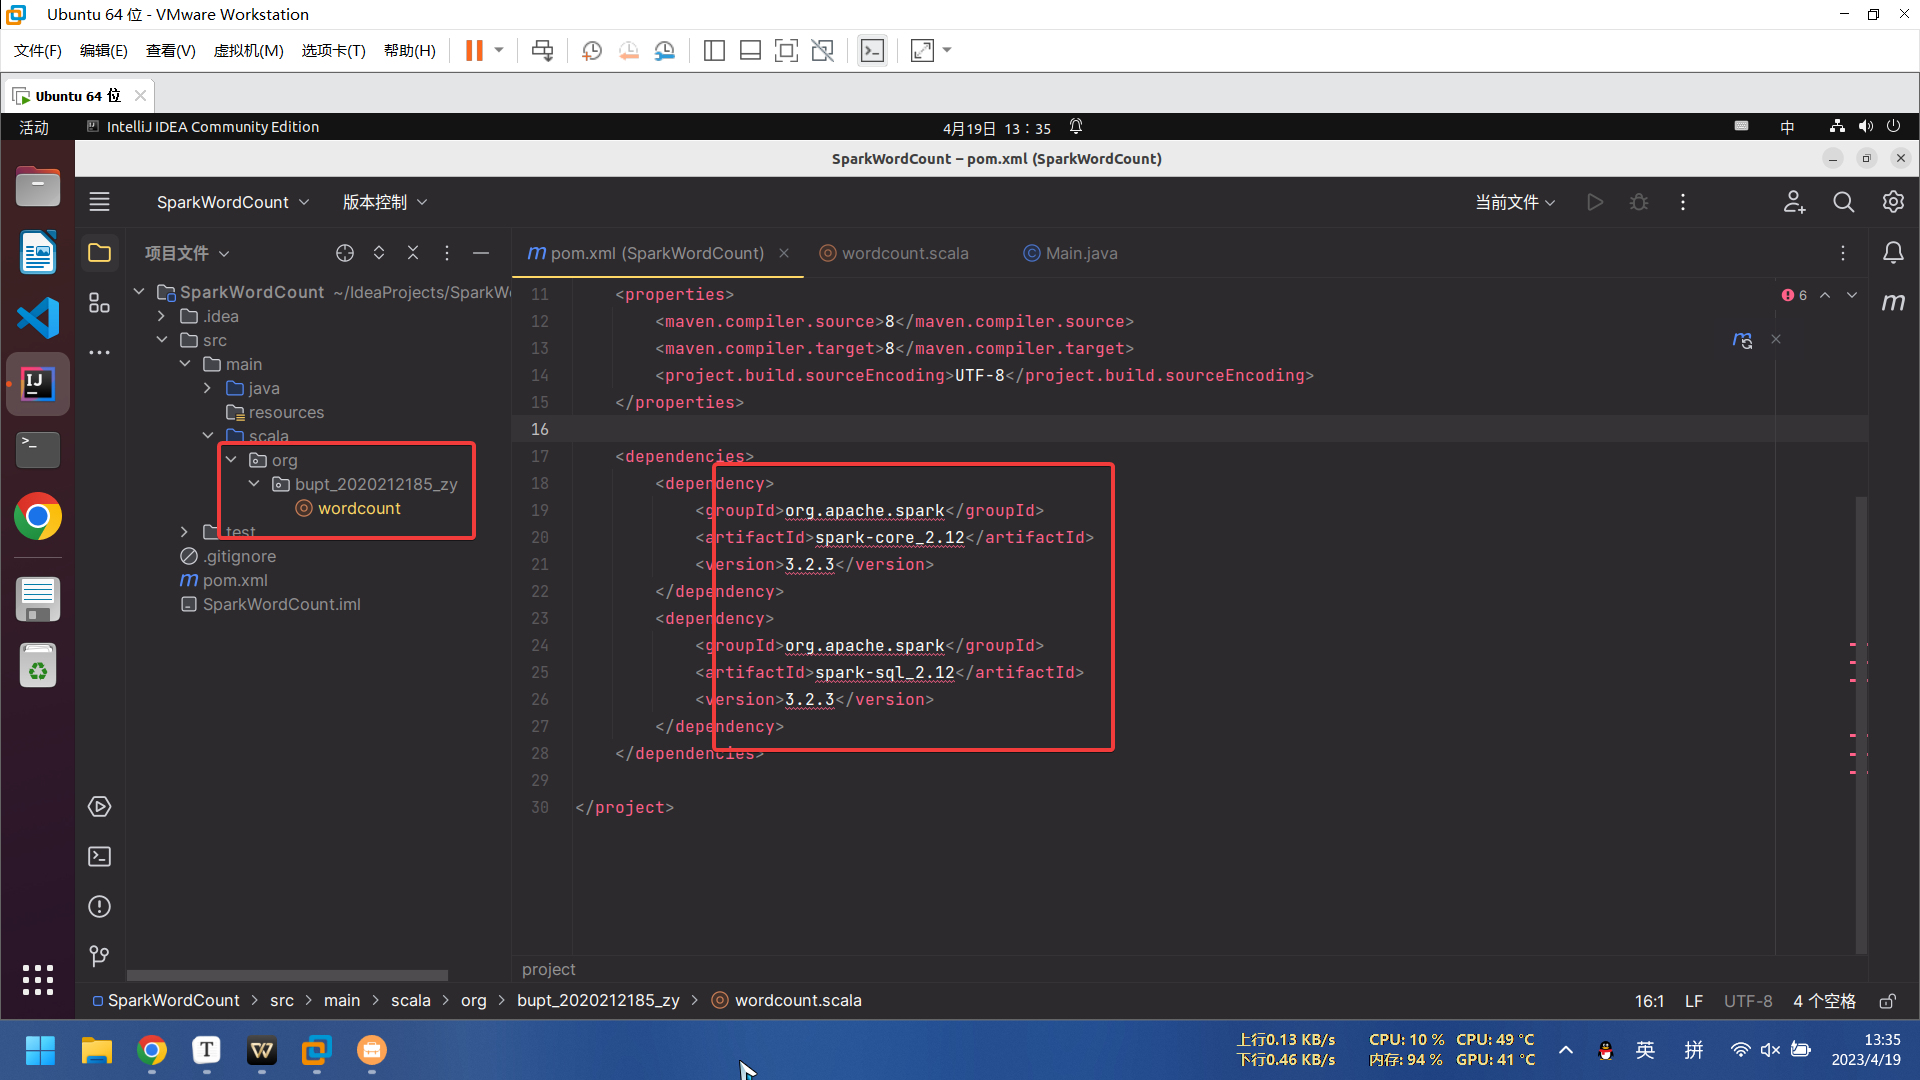 Ubuntu 64 位 - VMware Workstation
文件(F) 编辑(E) 查看(V) 虚拟机(M) 选项卡(T) 帮助(H)
Ubuntu 64 位
活动 IntelliJ IDEA Community Edition 4月19日 13：35 中
SparkWordCount – pom.xml (SparkWordCount)
SparkWordCount 版本控制 当前文件
项目文件
pom.xml (SparkWordCount) wordcount.scala Main.java
SparkWordCount ~/IdeaProjects/SparkW
.idea
src
main
java
resources
scala
org
bupt_2020212185_zy
wordcount
test
.gitignore
pom.xml
SparkWordCount.iml
6
11 <properties>
12 <maven.compiler.source>8</maven.compiler.source>
13 <maven.compiler.target>8</maven.compiler.target>
14 <project.build.sourceEncoding>UTF-8</project.build.sourceEncoding>
15 </properties>
16
17 <dependencies>
18 <dependency>
19 <groupId>org.apache.spark</groupId>
20 <artifactId>spark-core_2.12</artifactId>
21 <version>3.2.3</version>
22 </dependency>
23 <dependency>
24 <groupId>org.apache.spark</groupId>
25 <artifactId>spark-sql_2.12</artifactId>
26 <version>3.2.3</version>
27 </dependency>
28 </dependencies>
29
30 </project>
project
SparkWordCount > src > main > scala > org > bupt_2020212185_zy > wordcount.scala
16:1 LF UTF-8 4 个空格
上行0.13 KB/s CPU: 10 % CPU: 49 °C
下行0.46 KB/s 内存: 94 % GPU: 41 °C
英 拼
13:35
2023/4/19